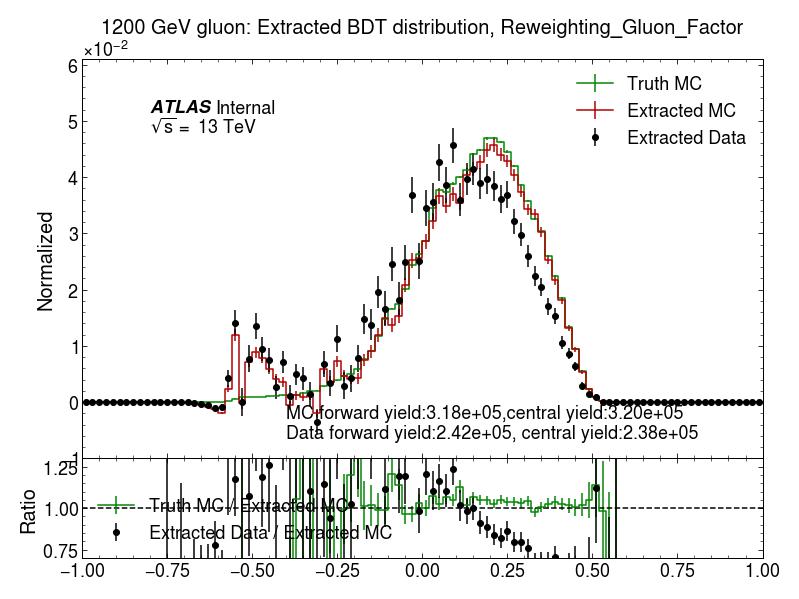 1200 GeV gluon: Extracted BDT distribution, Reweighting_Gluon_Factor
×10⁻²
6
5
4
3
2
1
0
Normalized
ATLAS Internal
√s = 13 TeV
Truth MC
Extracted MC
Extracted Data
MC forward yield:3.18e+05,central yield:3.20e+05
Data forward yield:2.42e+05, central yield:2.38e+05
1
1.25
1.00
0.75
Ratio
Truth MC / Extracted MC
Extracted Data / Extracted MC
−1.00 −0.75 −0.50 −0.25 0.00 0.25 0.50 0.75 1.00